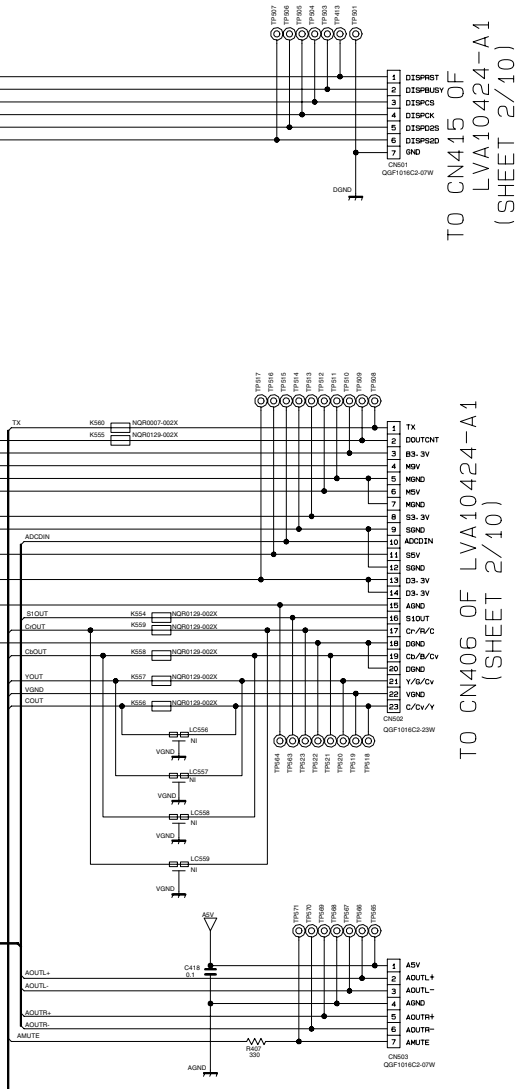 TP507
TP506
TP505
TP504
TP503
TP413
TP501
1 DISPRST
2 DISPBUSY
3 DISPCS
4 DISPCK
5 DISPD2S
6 DISPS2D
7 GND
CN501
QGF1016C2-07W
DGND
TO CN415 OF
LVA10424-A1
(SHEET 2/10)
TP517
TP516
TP515
TP514
TP513
TP512
TP511
TP510
TP509
TP508
TX
K560 NQR0007-002X
K555 NQR0129-002X
ADCDIN
S1OUT
K554 NQR0129-002X
CrOUT
K559 NQR0129-002X
CbOUT
K558 NQR0129-002X
YOUT
K557 NQR0129-002X
VGND
COUT
K556 NQR0129-002X
1 TX
2 DOUTCNT
3 B3.3V
4 M9V
5 MGND
6 M5V
7 MGND
8 S3.3V
9 SGND
10 ADCDIN
11 S5V
12 SGND
13 D3.3V
14 D3.3V
15 AGND
16 S1OUT
17 Cr/R/C
18 DGND
19 Cb/B/Cv
20 DGND
21 Y/G/Cv
22 VGND
23 C/Cv/Y
CN502
QGF1016C2-23W
TO CN406 OF LVA10424-A1
(SHEET 2/10)
LC556
NI
VGND
LC557
NI
VGND
LC558
NI
VGND
LC559
NI
VGND
TP564
TP563
TP523
TP522
TP521
TP520
TP519
TP518
A5V
C418
0.1
TP571
TP570
TP569
TP568
TP567
TP566
TP565
AOUTL+
AOUTL-
AOUTR+
AOUTR-
AMUTE
R407
330
AGND
1 A5V
2 AOUTL+
3 AOUTL-
4 AGND
5 AOUTR+
6 AOUTR-
7 AMUTE
CN503
QGF1016C2-07W